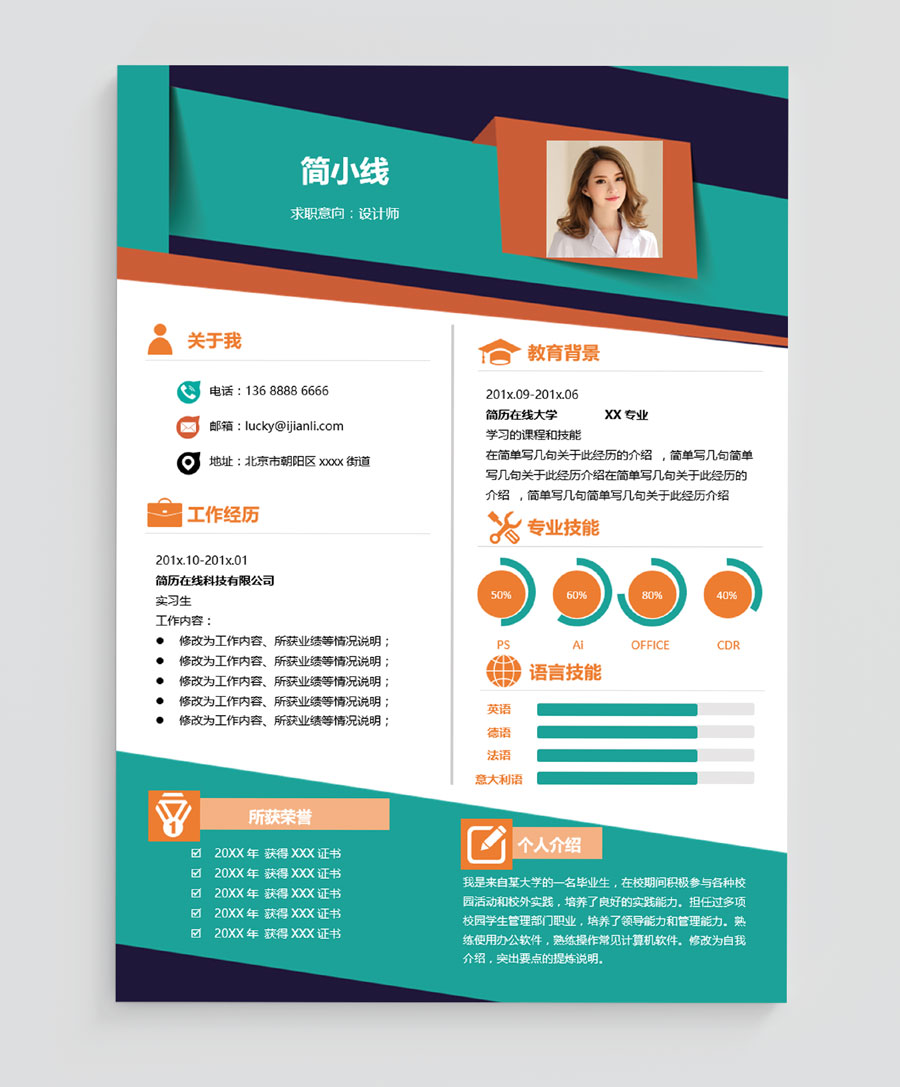 简小线
求职意向：设计师
关于我
电话：136 8888 6666
邮箱：lucky@ijianli.com
地址：北京市朝阳区 xxxx 街道
工作经历
201x.10-201x.01
简历在线科技有限公司
实习生
工作内容：
● 修改为工作内容、所获业绩等情况说明；
● 修改为工作内容、所获业绩等情况说明；
● 修改为工作内容、所获业绩等情况说明；
● 修改为工作内容、所获业绩等情况说明；
● 修改为工作内容、所获业绩等情况说明；
教育背景
201x.09-201x.06
简历在线大学 XX 专业
学习的课程和技能
在简单写几句关于此经历的介绍 ，简单写几句简单
写几句关于此经历介绍在简单写几句关于此经历的
介绍 ，简单写几句简单写几句关于此经历介绍
专业技能
50% 60% 80% 40%
PS AI OFFICE CDR
语言技能
英语
德语
法语
意大利语
所获荣誉
1
20XX 年 获得 XXX 证书
20XX 年 获得 XXX 证书
20XX 年 获得 XXX 证书
20XX 年 获得 XXX 证书
20XX 年 获得 XXX 证书
个人介绍
我是来自某大学的一名毕业生，在校期间积极参与各种校
园活动和校外实践，培养了良好的实践能力。担任过多项
校园学生管理部门职业，培养了领导能力和管理能力。熟
练使用办公软件，熟练操作常见计算机软件。修改为自我
介绍，突出要点的提炼说明。